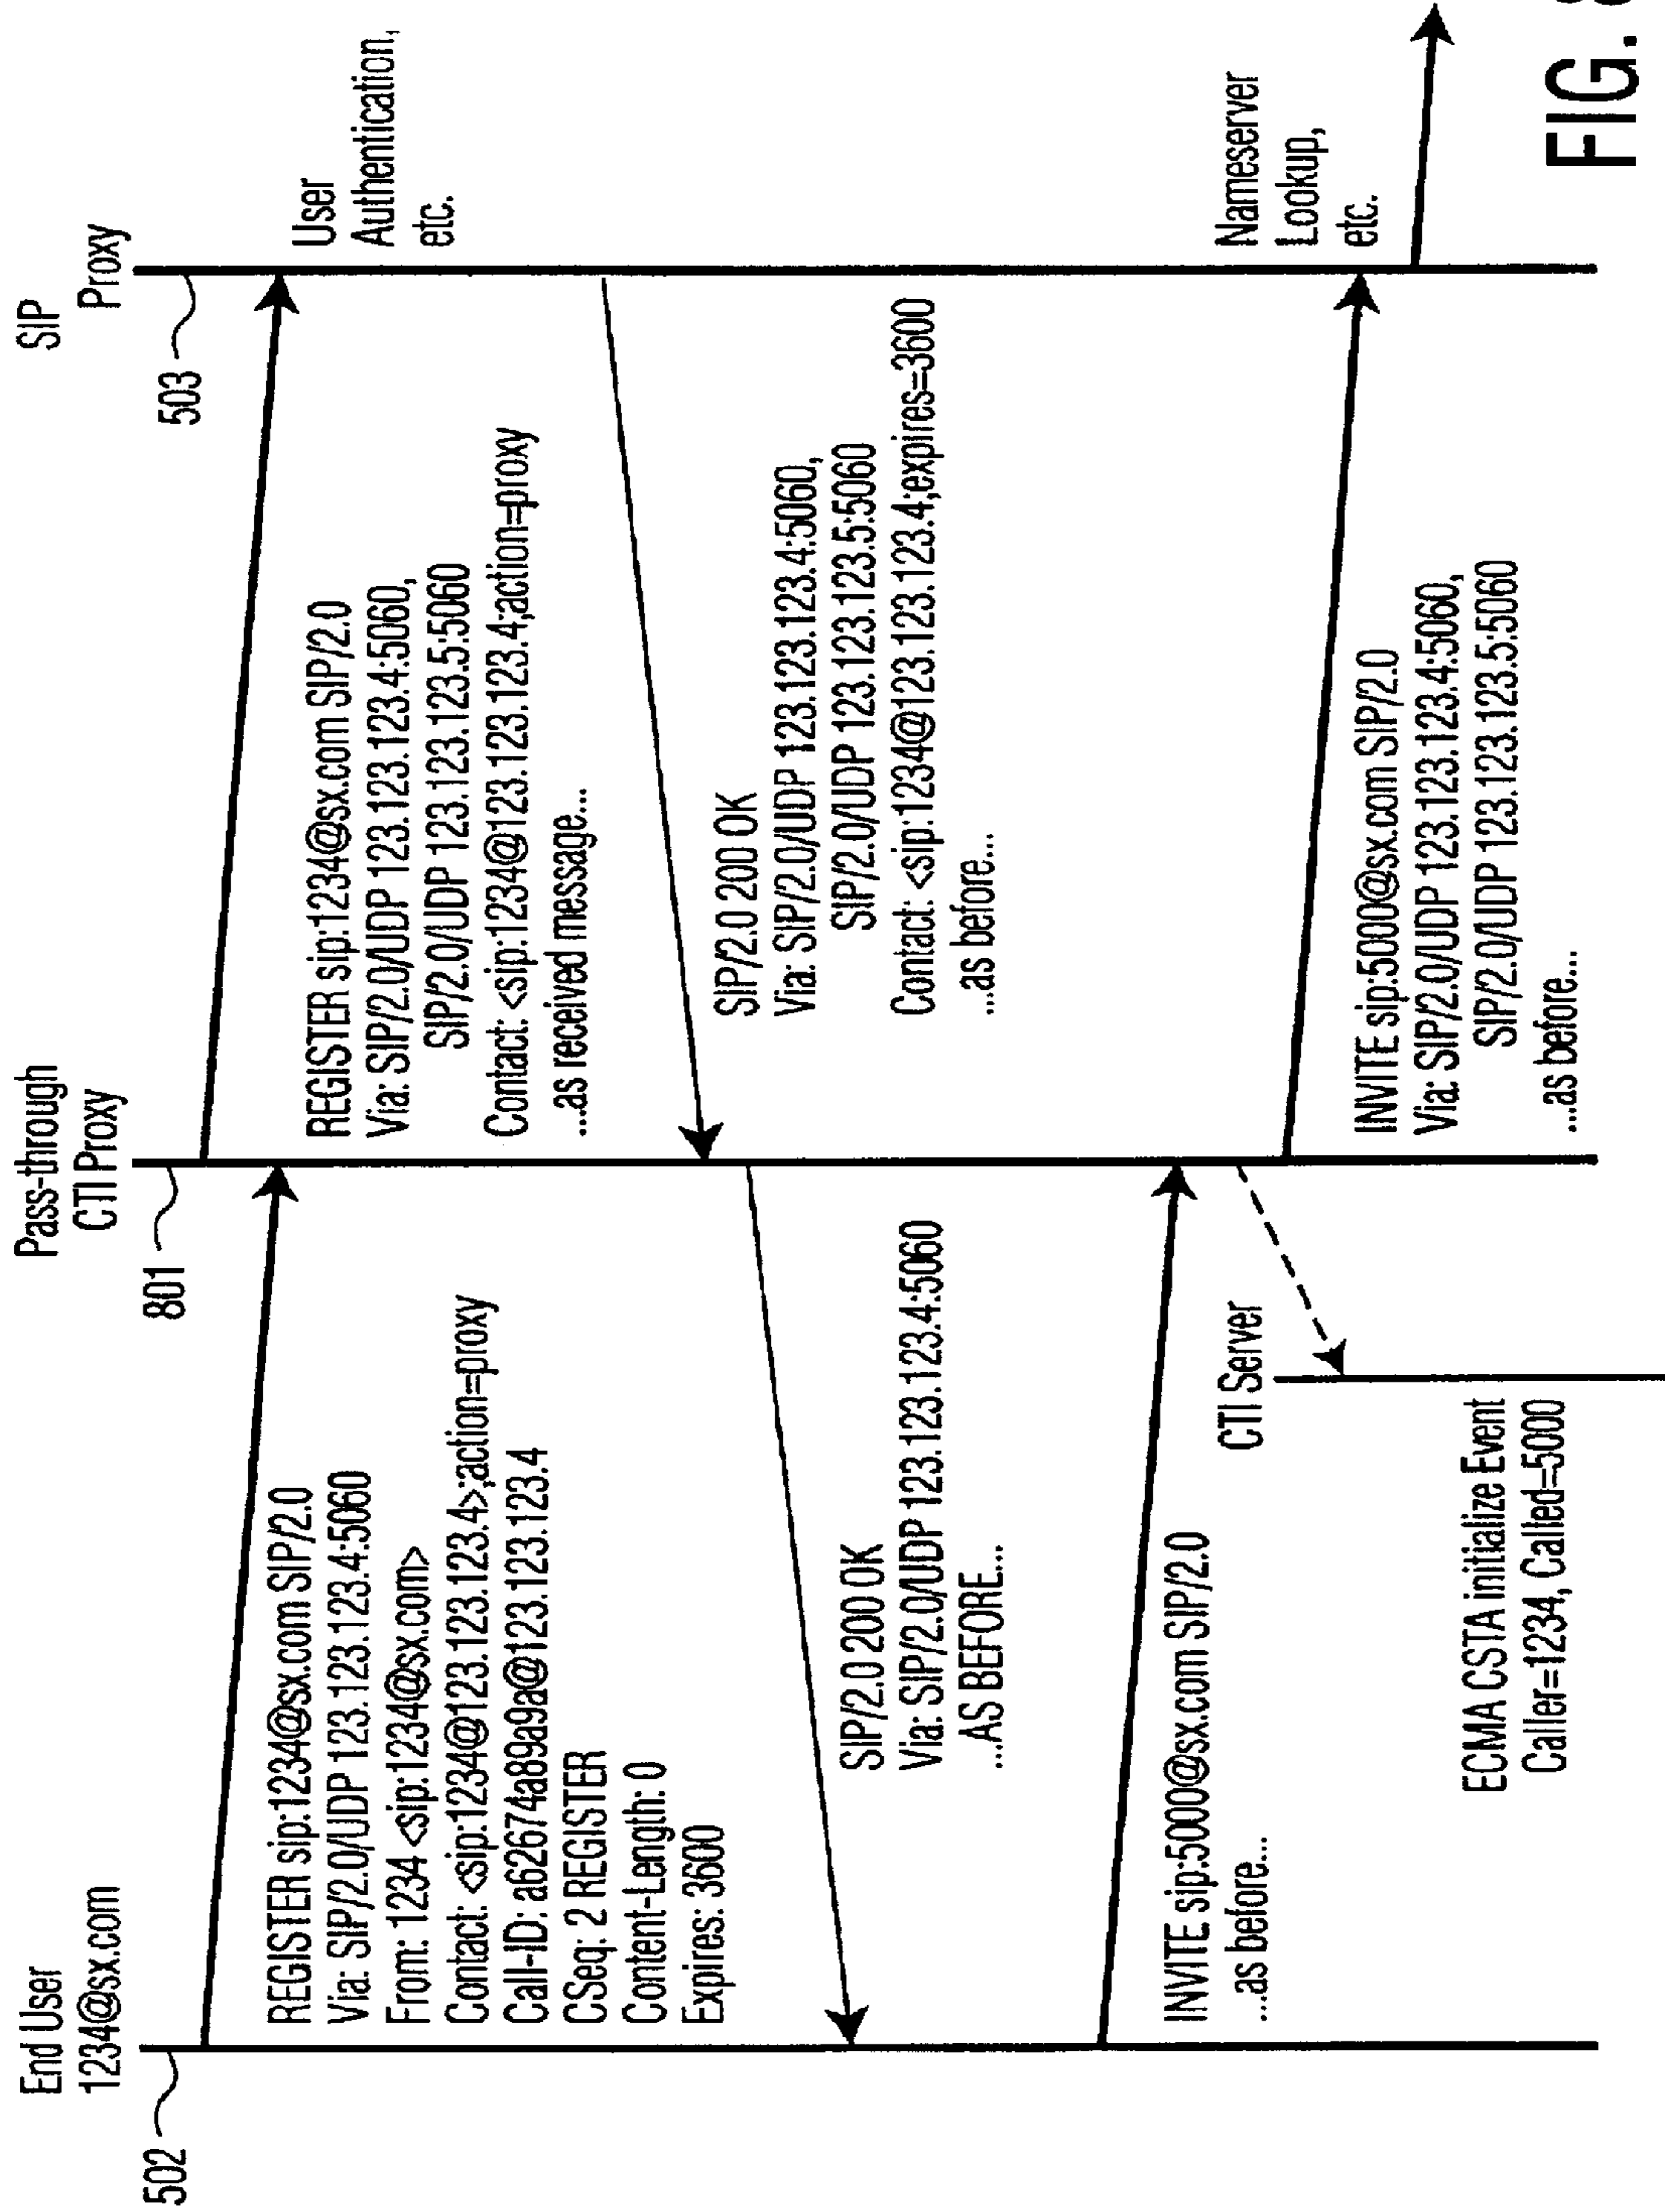 End User
1234@sx.com
502
Pass-through
CTI Proxy
801
SIP
Proxy
503
REGISTER sip:1234@sx.com SIP/2.0
Via: SIP/2.0/UDP 123.123.123.4:5060
From: 1234 <sip:1234@sx.com>
Contact: <sip:1234@123.123.123.4>;action=proxy
Call-ID: a62674a89a9a@123.123.123.4
CSeq: 2 REGISTER
Content-Length: 0
Expires: 3600
REGISTER sip:1234@sx.com SIP/2.0
Via: SIP/2.0/UDP 123.123.123.4:5060,
SIP/2.0/UDP 123.123.123.5:5060
Contact: <sip:1234@123.123.123.4;action=proxy
...as received message...
User
Authentication,
etc.
SIP/2.0 200 OK
Via: SIP/2.0/UDP 123.123.123.4:5060,
SIP/2.0/UDP 123.123.123.5:5060
Contact: <sip:1234@123.123.123.4;expires=3600
...as before...
SIP/2.0 200 OK
Via: SIP/2.0/UDP 123.123.123.4:5060
...AS BEFORE...
INVITE sip:5000@sx.com SIP/2.0
...as before...
CTI Server
ECMA CSTA initialize Event
Caller=1234, Called=5000
INVITE sip:5000@sx.com SIP/2.0
Via: SIP/2.0/UDP 123.123.123.4:5060,
SIP/2.0/UDP 123.123.123.5:5060
...as before...
Nameserver
Lookup,
etc.
FIG.